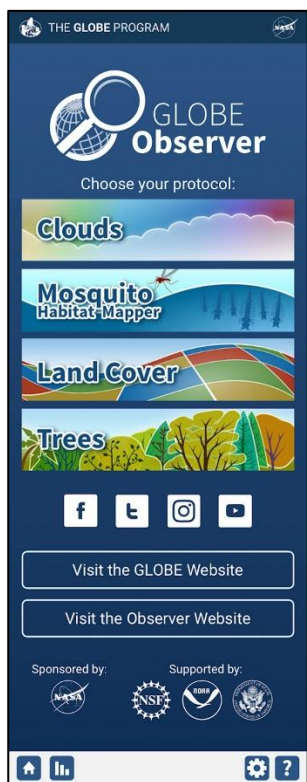 THE GLOBE PROGRAM
NASA
GLOBE
Observer
Choose your protocol:
Clouds
Mosquito
Habitat Mapper
Land Cover
Trees
Visit the GLOBE Website
Visit the Observer Website
Sponsored by:
Supported by:
NASA
NSF
NOAA